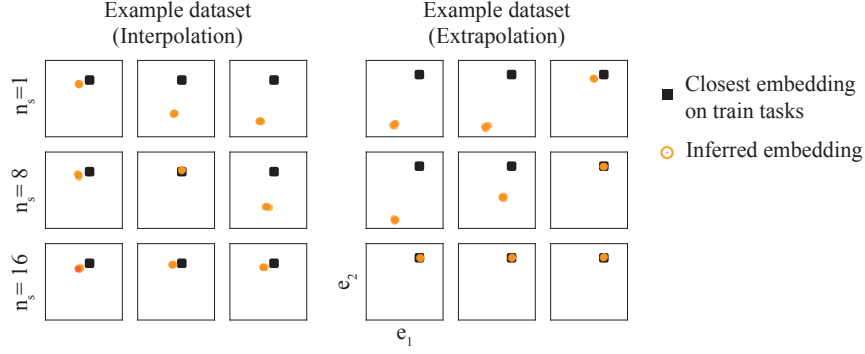 Example dataset
(Interpolation)
Example dataset
(Extrapolation)
n_s=1
n_s=8
n_s=16
Closest embedding
on train tasks
Inferred embedding
e_2
e_1